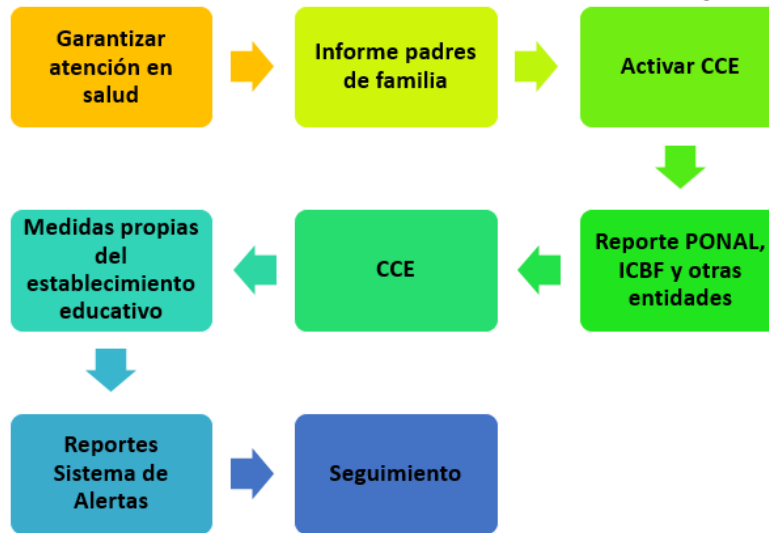 Garantizar
atención en
salud
Informe padres
de familia
Activar CCE
Reporte PONAL,
ICBF y otras
entidades
CCE
Medidas propias
del
establecimiento
educativo
Reportes
Sistema de
Alertas
Seguimiento